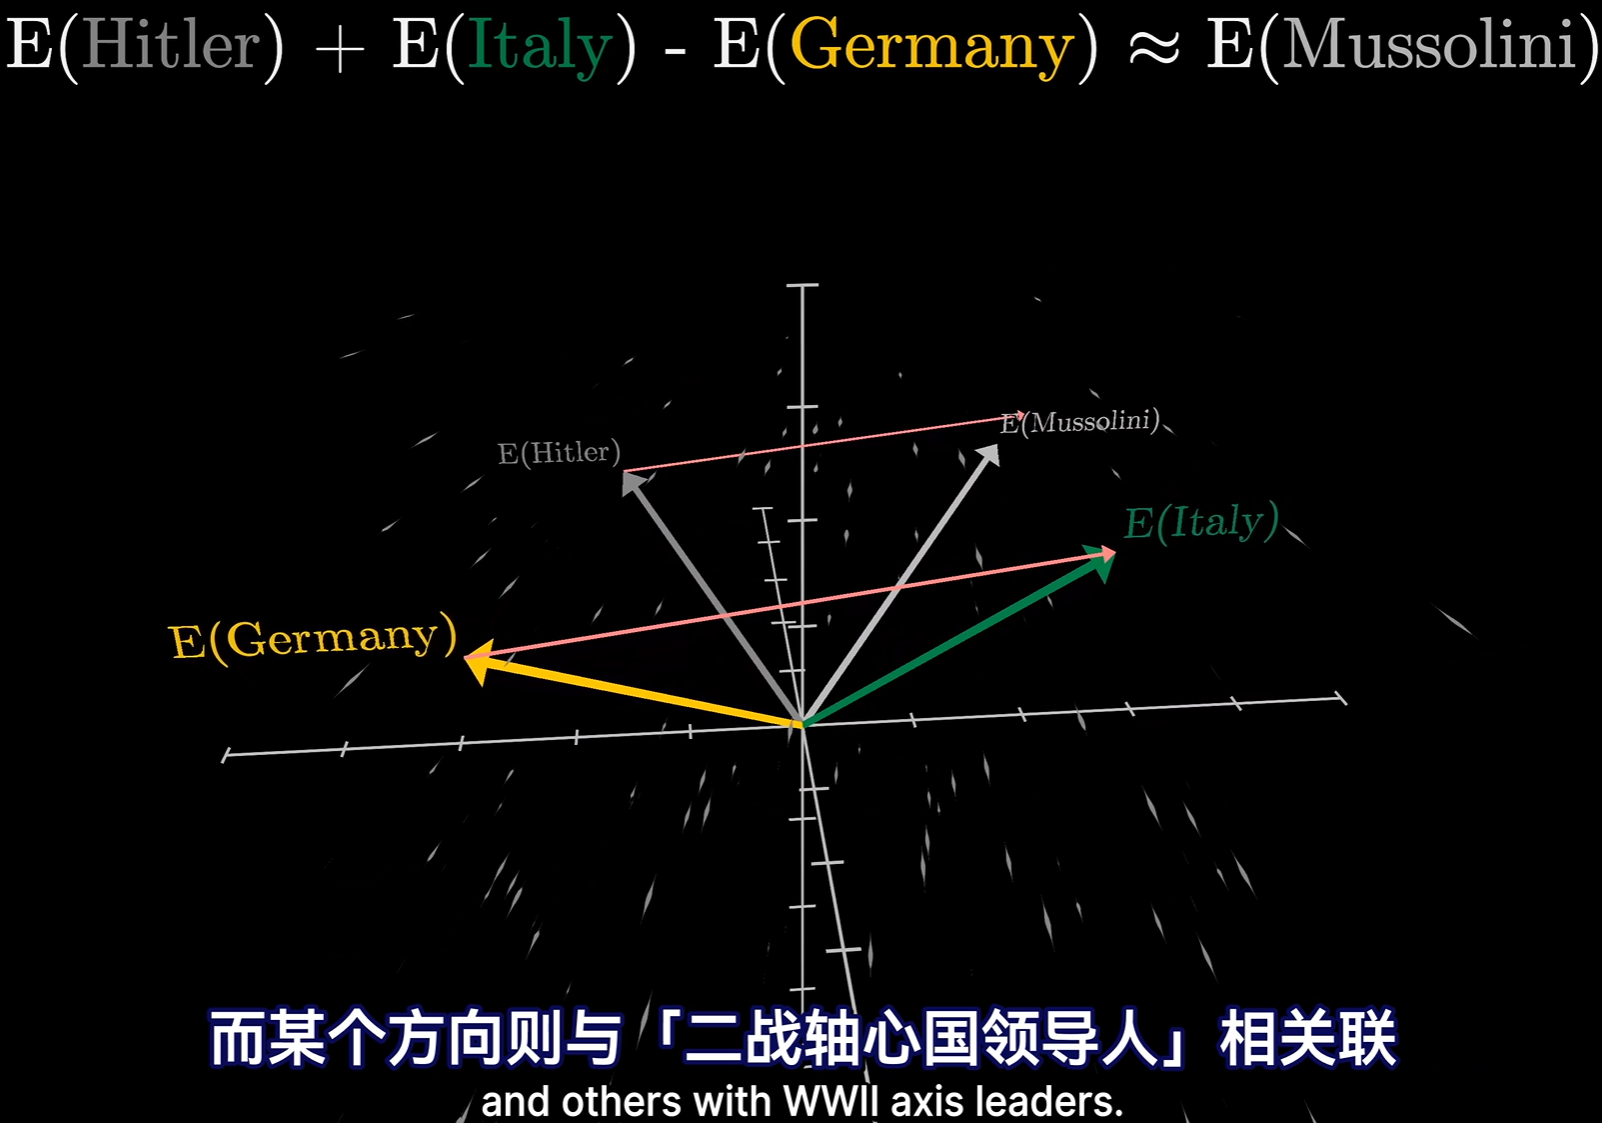 E(Hitler) + E(Italy) - E(Germany) ≈ E(Mussolini)
E(Mussolini)
E(Hitler)
E(Italy)
E(Germany)
而某个方向则与「二战轴心国领导人」相关联
and others with WWII axis leaders.